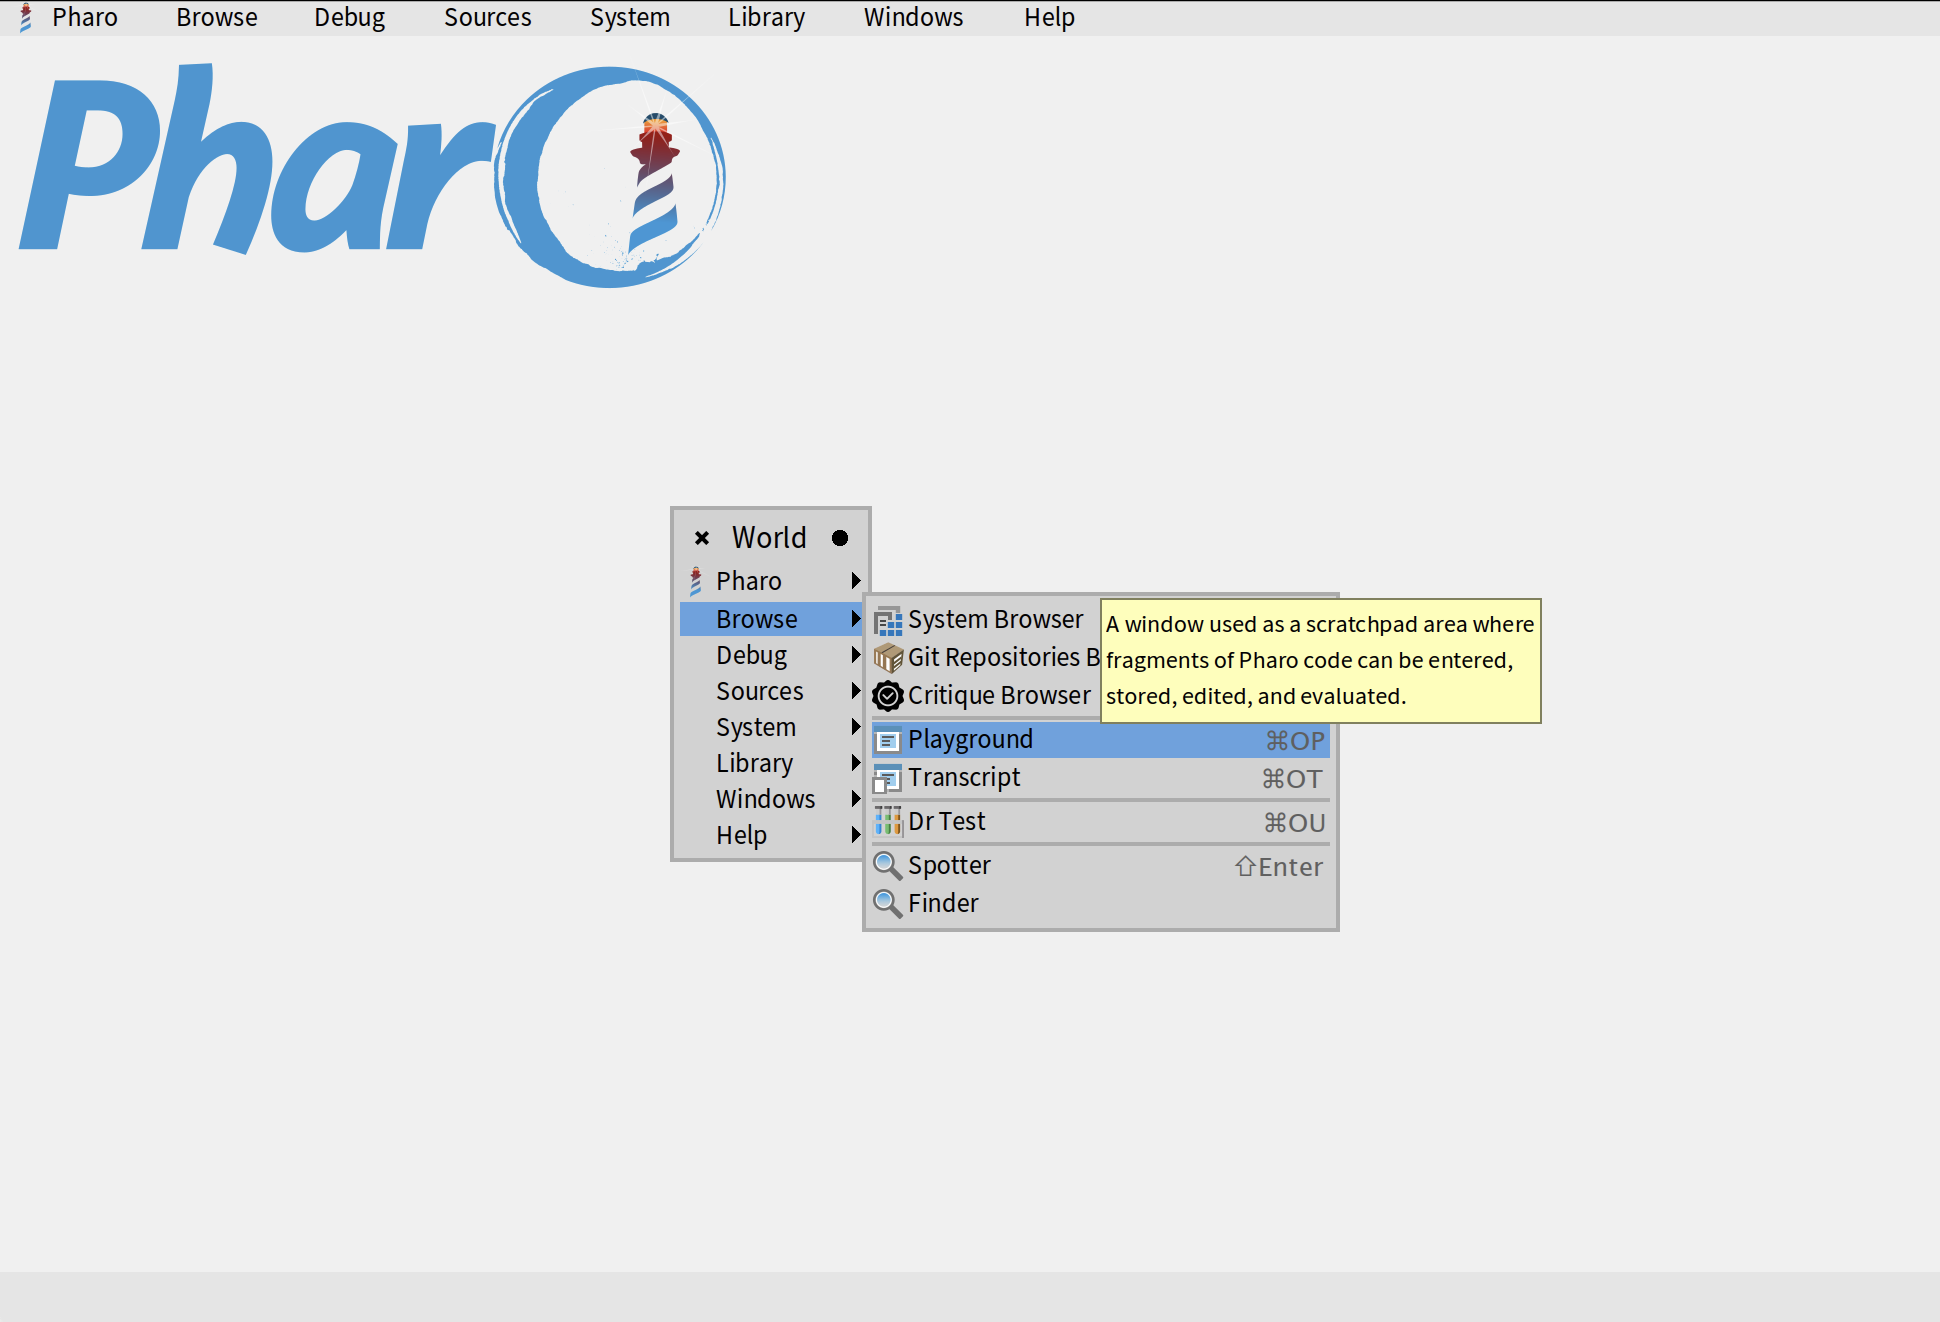 Pharo Browse Debug Sources System Library Windows Help
Pharo
World
Pharo
Browse
Debug
Sources
System
Library
Windows
Help
System Browser
Git Repositories B
Critique Browser
Playground ⌘OP
Transcript ⌘OT
Dr Test ⌘OU
Spotter ⇧Enter
Finder
A window used as a scratchpad area where
fragments of Pharo code can be entered,
stored, edited, and evaluated.